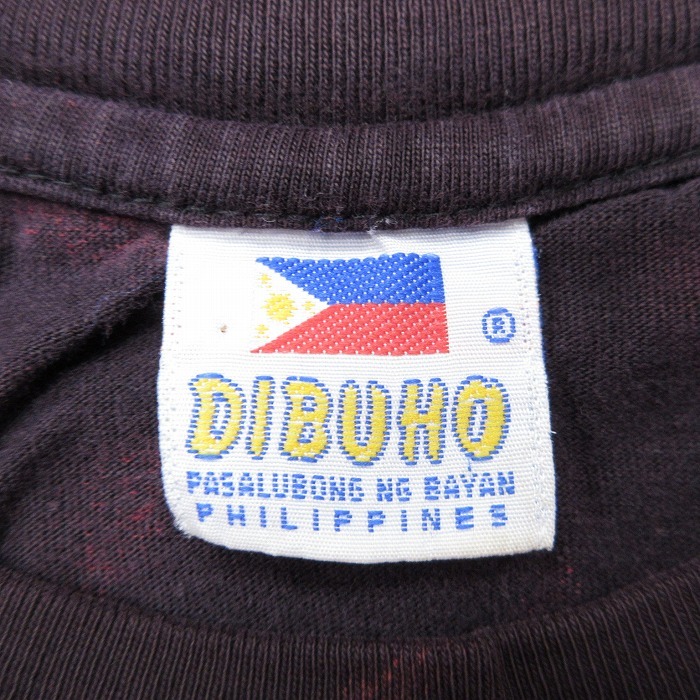 ®
DIBUHO
PASALUBONG NG BAYAN
PHILIPPINES